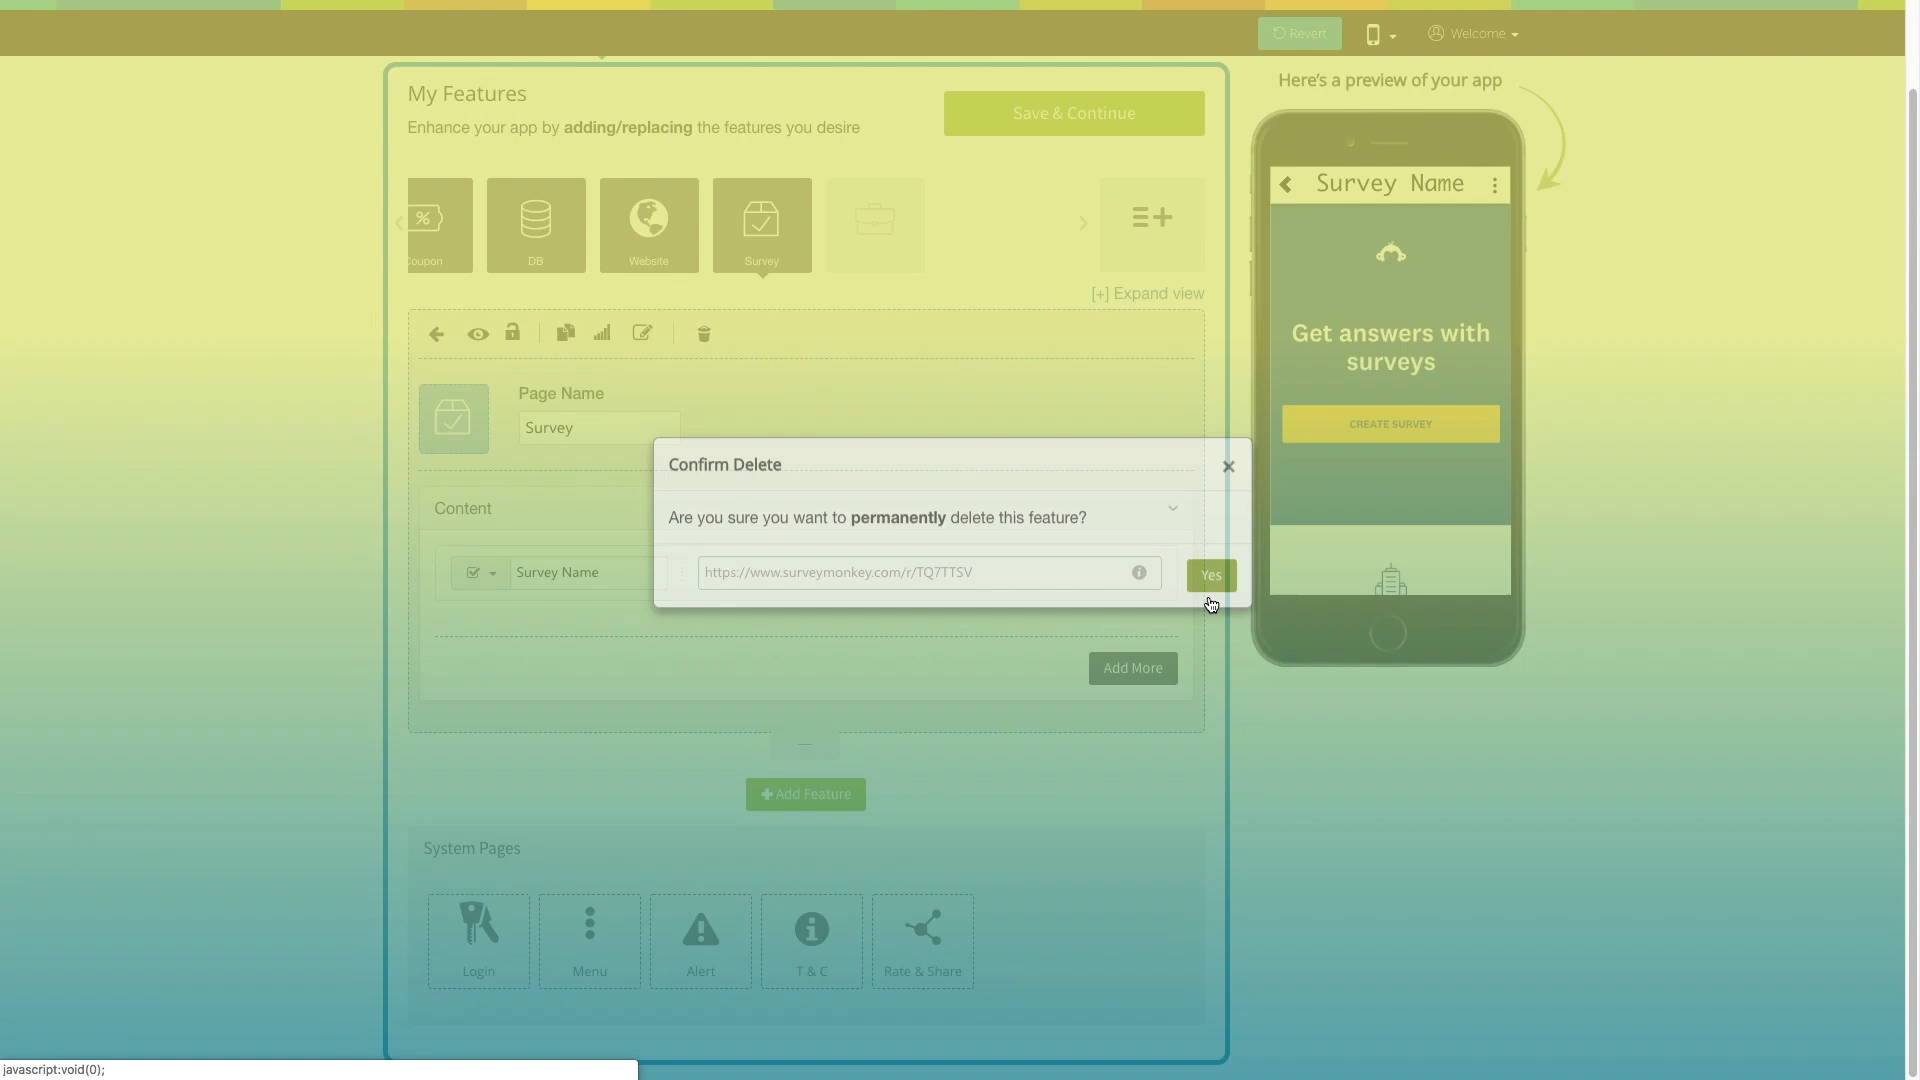 Revert
Welcome
My Features
Enhance your app by adding/replacing the features you desire
Save & Continue
Here's a preview of your app
Coupon
DB
Website
Survey
[+] Expand view
Survey Name
Get answers with
surveys
CREATE SURVEY
Page Name
Survey
Confirm Delete
×
Are you sure you want to permanently delete this feature?
Content
Survey Name
https://www.surveymonkey.com/r/TQ7TTSV
Yes
Add More
Add Feature
System Pages
Login
Menu
Alert
T & C
Rate & Share
javascript:void(0);